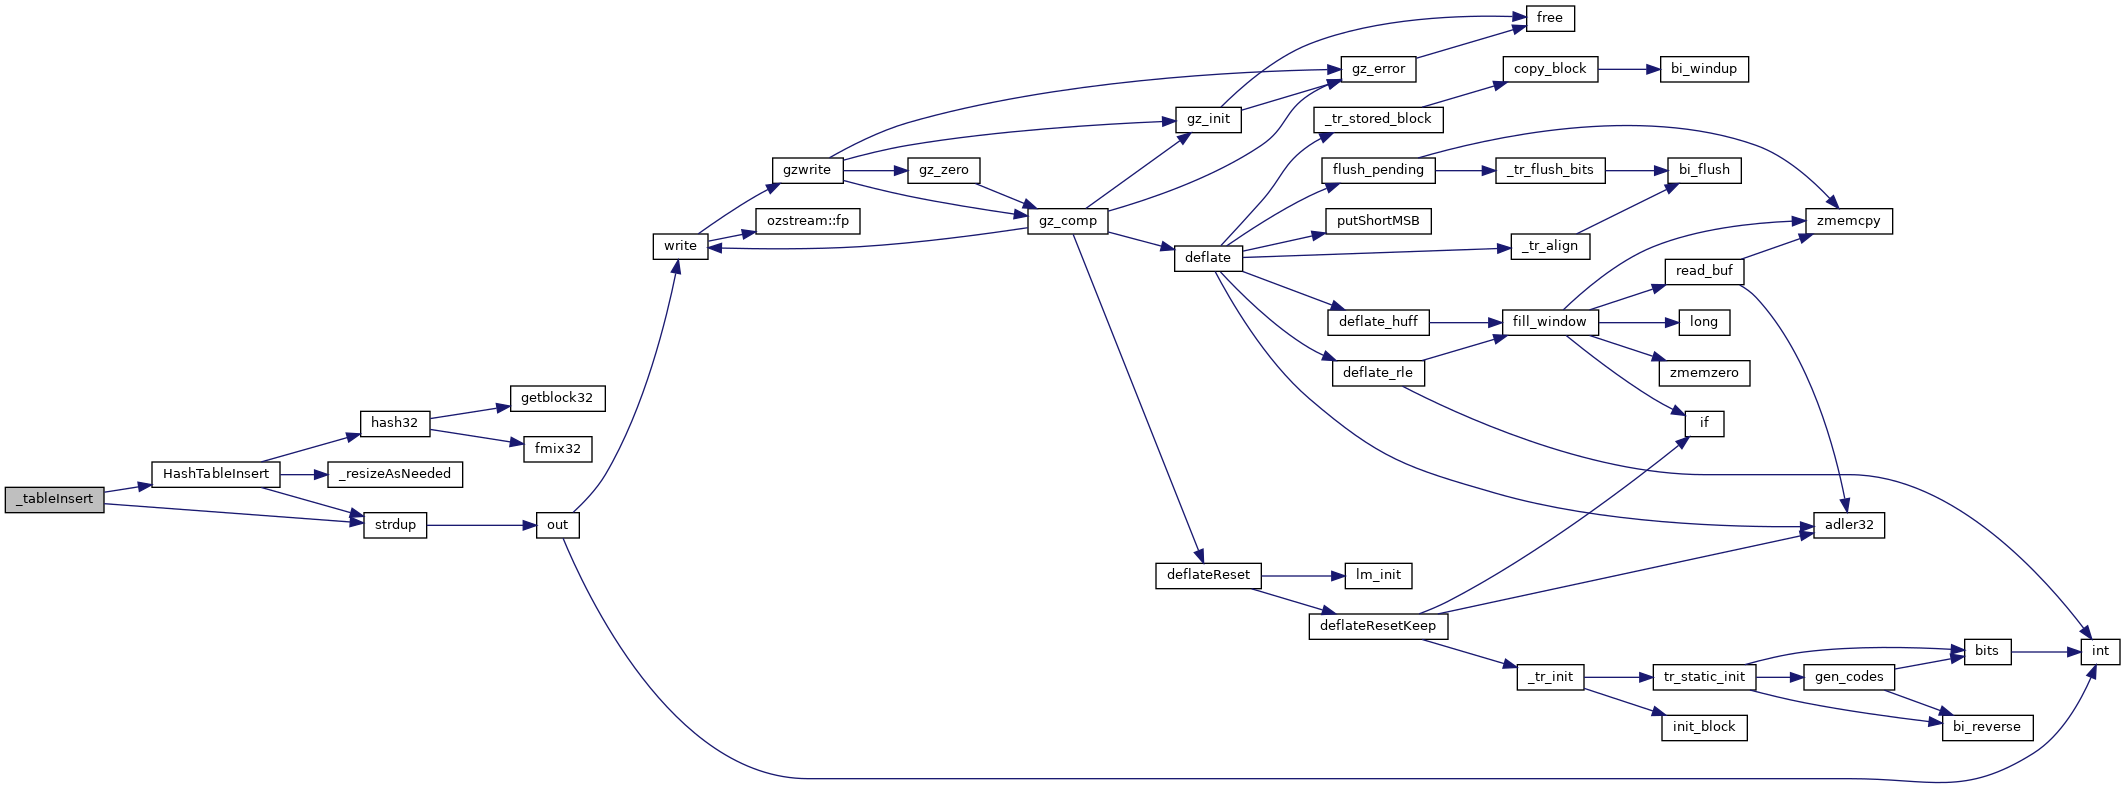 _tableInsert
HashTableInsert
hash32
getblock32
fmix32
_resizeAsNeeded
strdup
out
write
gzwrite
ozstream::fp
gz_zero
gz_comp
gz_init
gz_error
free
deflate
_tr_stored_block
copy_block
bi_windup
flush_pending
_tr_flush_bits
bi_flush
putShortMSB
_tr_align
zmemcpy
deflate_huff
fill_window
read_buf
long
deflate_rle
zmemzero
if
adler32
deflateReset
lm_init
deflateResetKeep
_tr_init
tr_static_init
gen_codes
bits
int
init_block
bi_reverse